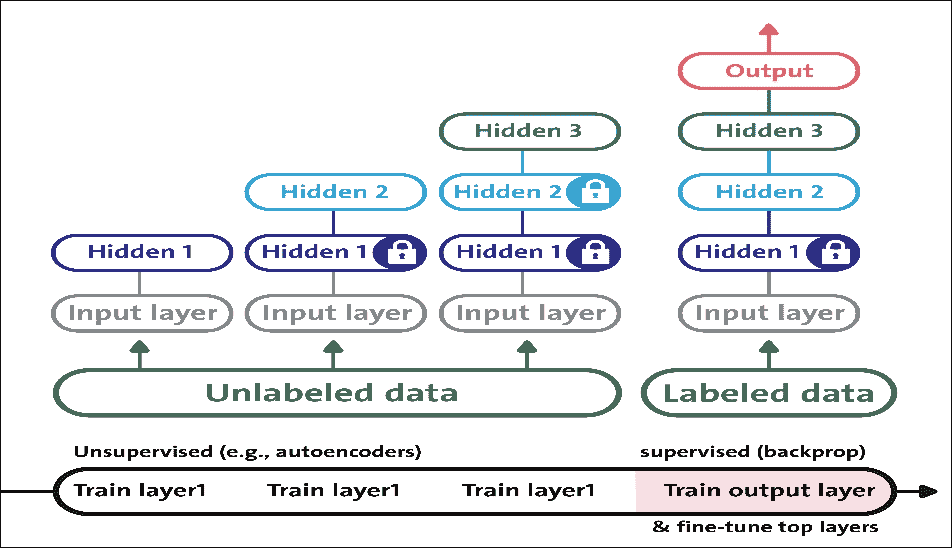 Output
Hidden 3 Hidden 3
Hidden 2 Hidden 2 Hidden 2
Hidden 1 Hidden 1 Hidden 1 Hidden 1
Input layer Input layer Input layer Input layer
Unlabeled data Labeled data
Unsupervised (e.g., autoencoders) supervised (backprop)
Train layer1 Train layer1 Train layer1 Train output layer
& fine-tune top layers